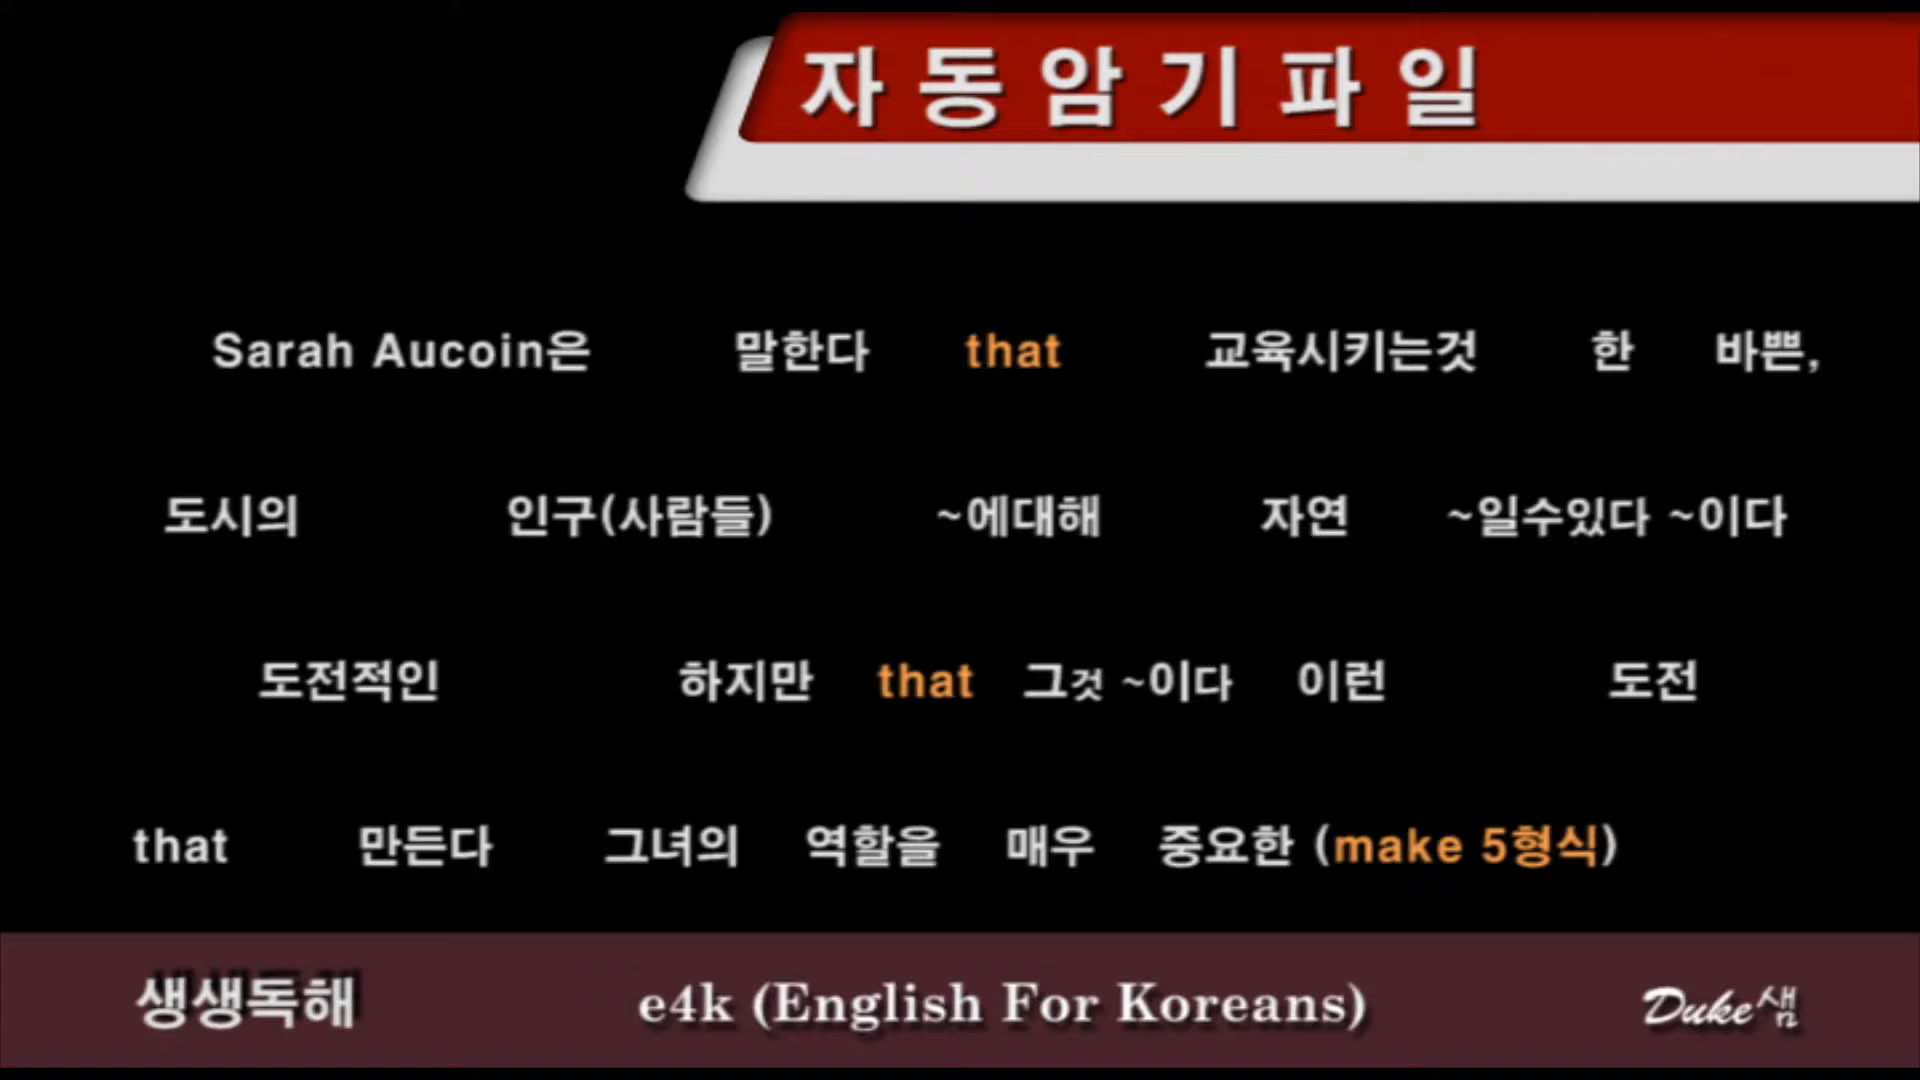 자동암기파일
Sarah Aucoin은 말한다 that 교육시키는것 한 바쁜,
도시의 인구(사람들) ~에대해 자연 ~일수있다 ~이다
도전적인 하지만 that 그것 ~이다 이런 도전
that 만든다 그녀의 역할을 매우 중요한 (make 5형식)
생생독해 e4k (English For Koreans) Duke샘